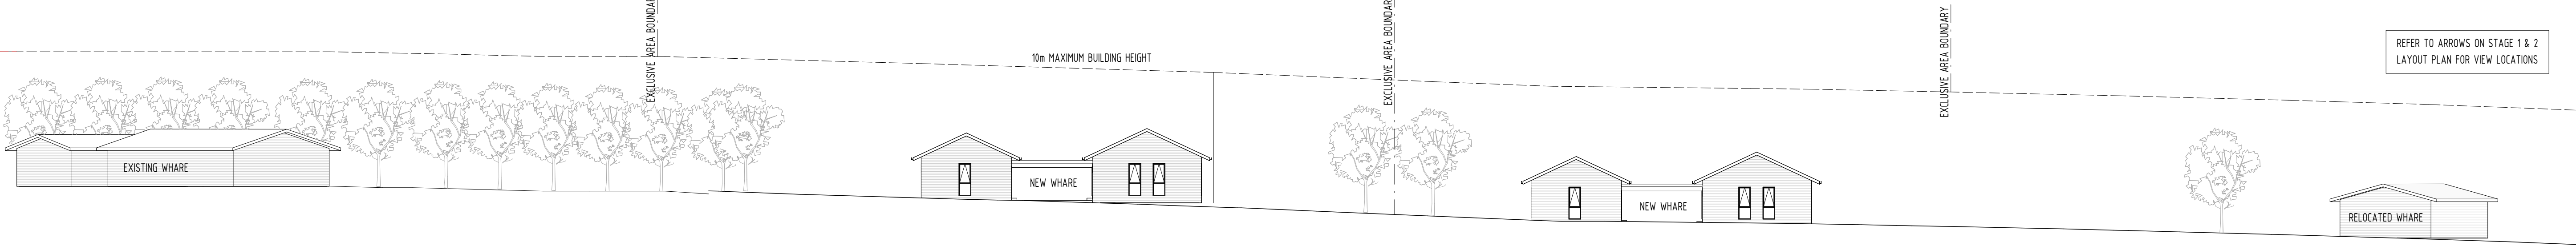 EXCLUSIVE AREA BOUNDARY
10m MAXIMUM BUILDING HEIGHT
EXCLUSIVE AREA BOUNDARY
EXCLUSIVE AREA BOUNDARY
REFER TO ARROWS ON STAGE 1 & 2
LAYOUT PLAN FOR VIEW LOCATIONS
EXISTING WHARE
NEW WHARE
NEW WHARE
RELOCATED WHARE